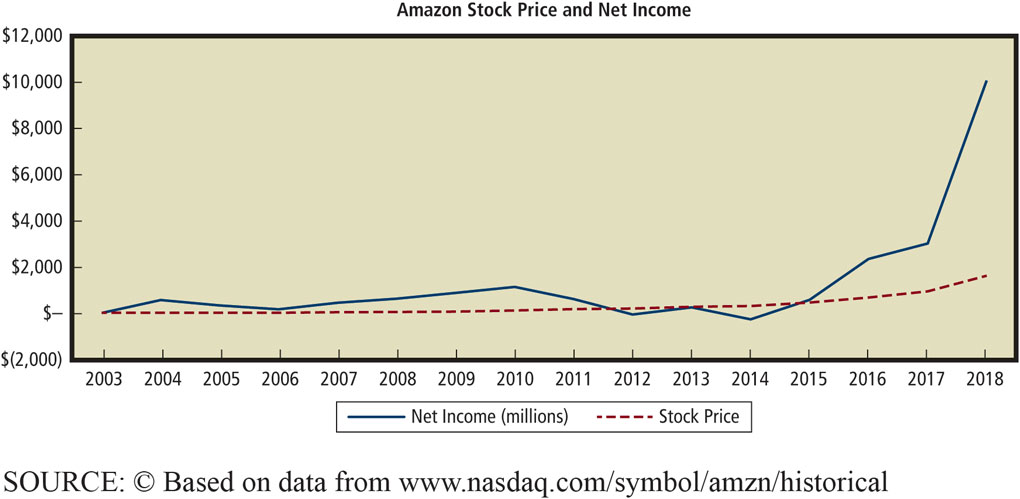 Amazon Stock Price and Net Income
$12,000
$10,000
$8,000
$6,000
$4,000
$2,000
$—
$(2,000)
2003 2004 2005 2006 2007 2008 2009 2010 2011 2012 2013 2014 2015 2016 2017 2018
Net Income (millions) Stock Price
SOURCE: © Based on data from www.nasdaq.com/symbol/amzn/historical